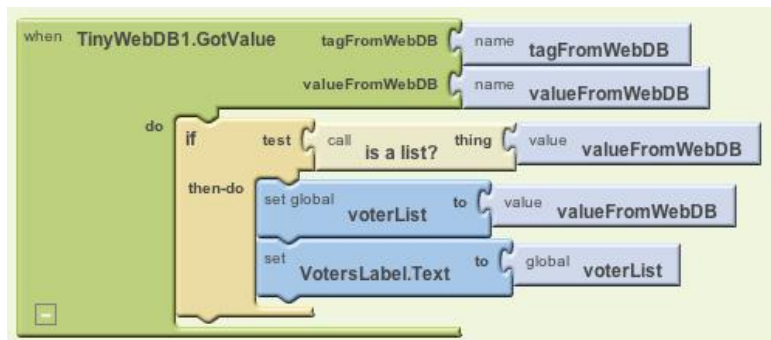 when TinyWebDB1.GotValue tagFromWebDB name tagFromWebDB
valueFromWebDB name valueFromWebDB
do if test call is a list? thing value valueFromWebDB
then-do set global voterList to value valueFromWebDB
set VotersLabel.Text to global voterList